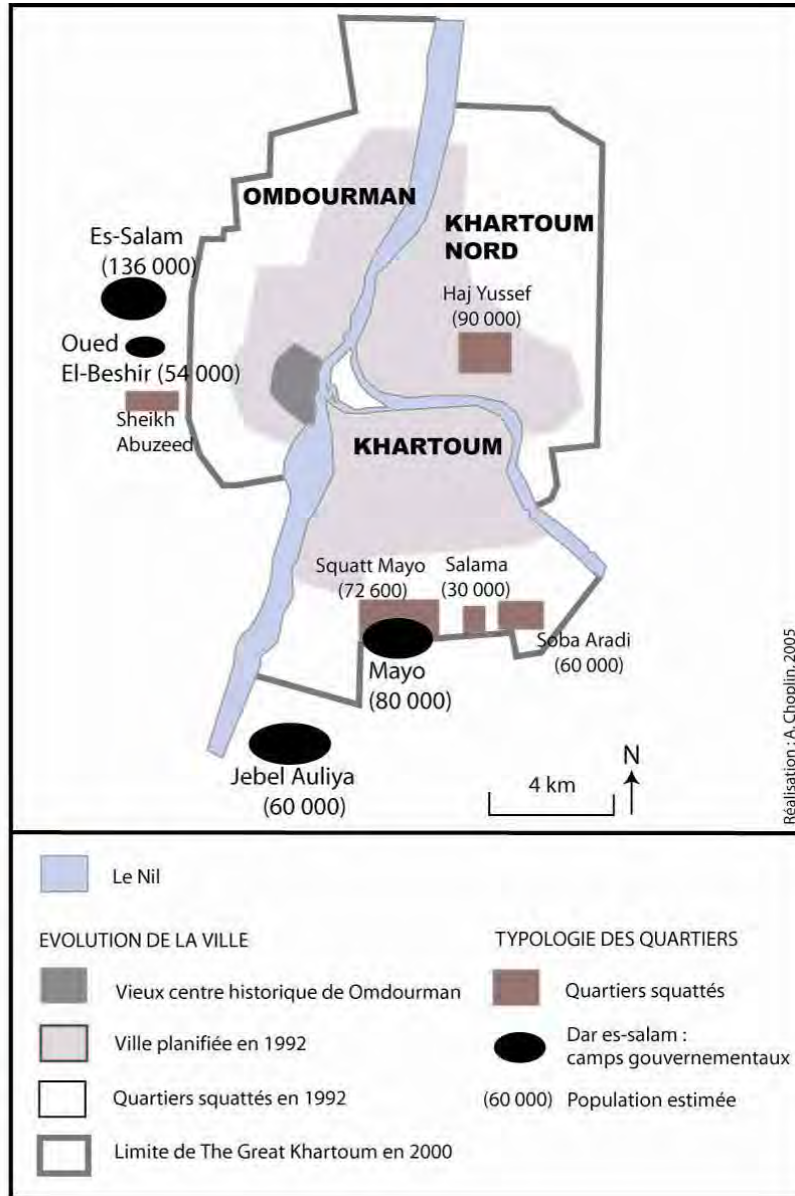 OMDOURMAN
KHARTOUM
NORD
Es-Salam
(136 000)
Haj Yussef
(90 000)
Oued
El-Beshir (54 000)
Sheikh
Abuzeed
KHARTOUM
Squatt Mayo
(72 600)
Salama
(30 000)
Soba Aradi
(60 000)
Mayo
(80 000)
Jebel Auliya
(60 000)
4 km
N
Réalisation : A. Choplin, 2005
Le Nil
EVOLUTION DE LA VILLE
Vieux centre historique de Omdourman
Ville planifiée en 1992
Quartiers squattés en 1992
Limite de The Great Khartoum en 2000
TYPOLOGIE DES QUARTIERS
Quartiers squattés
Dar es-salam :
camps gouvernementaux
(60 000) Population estimée